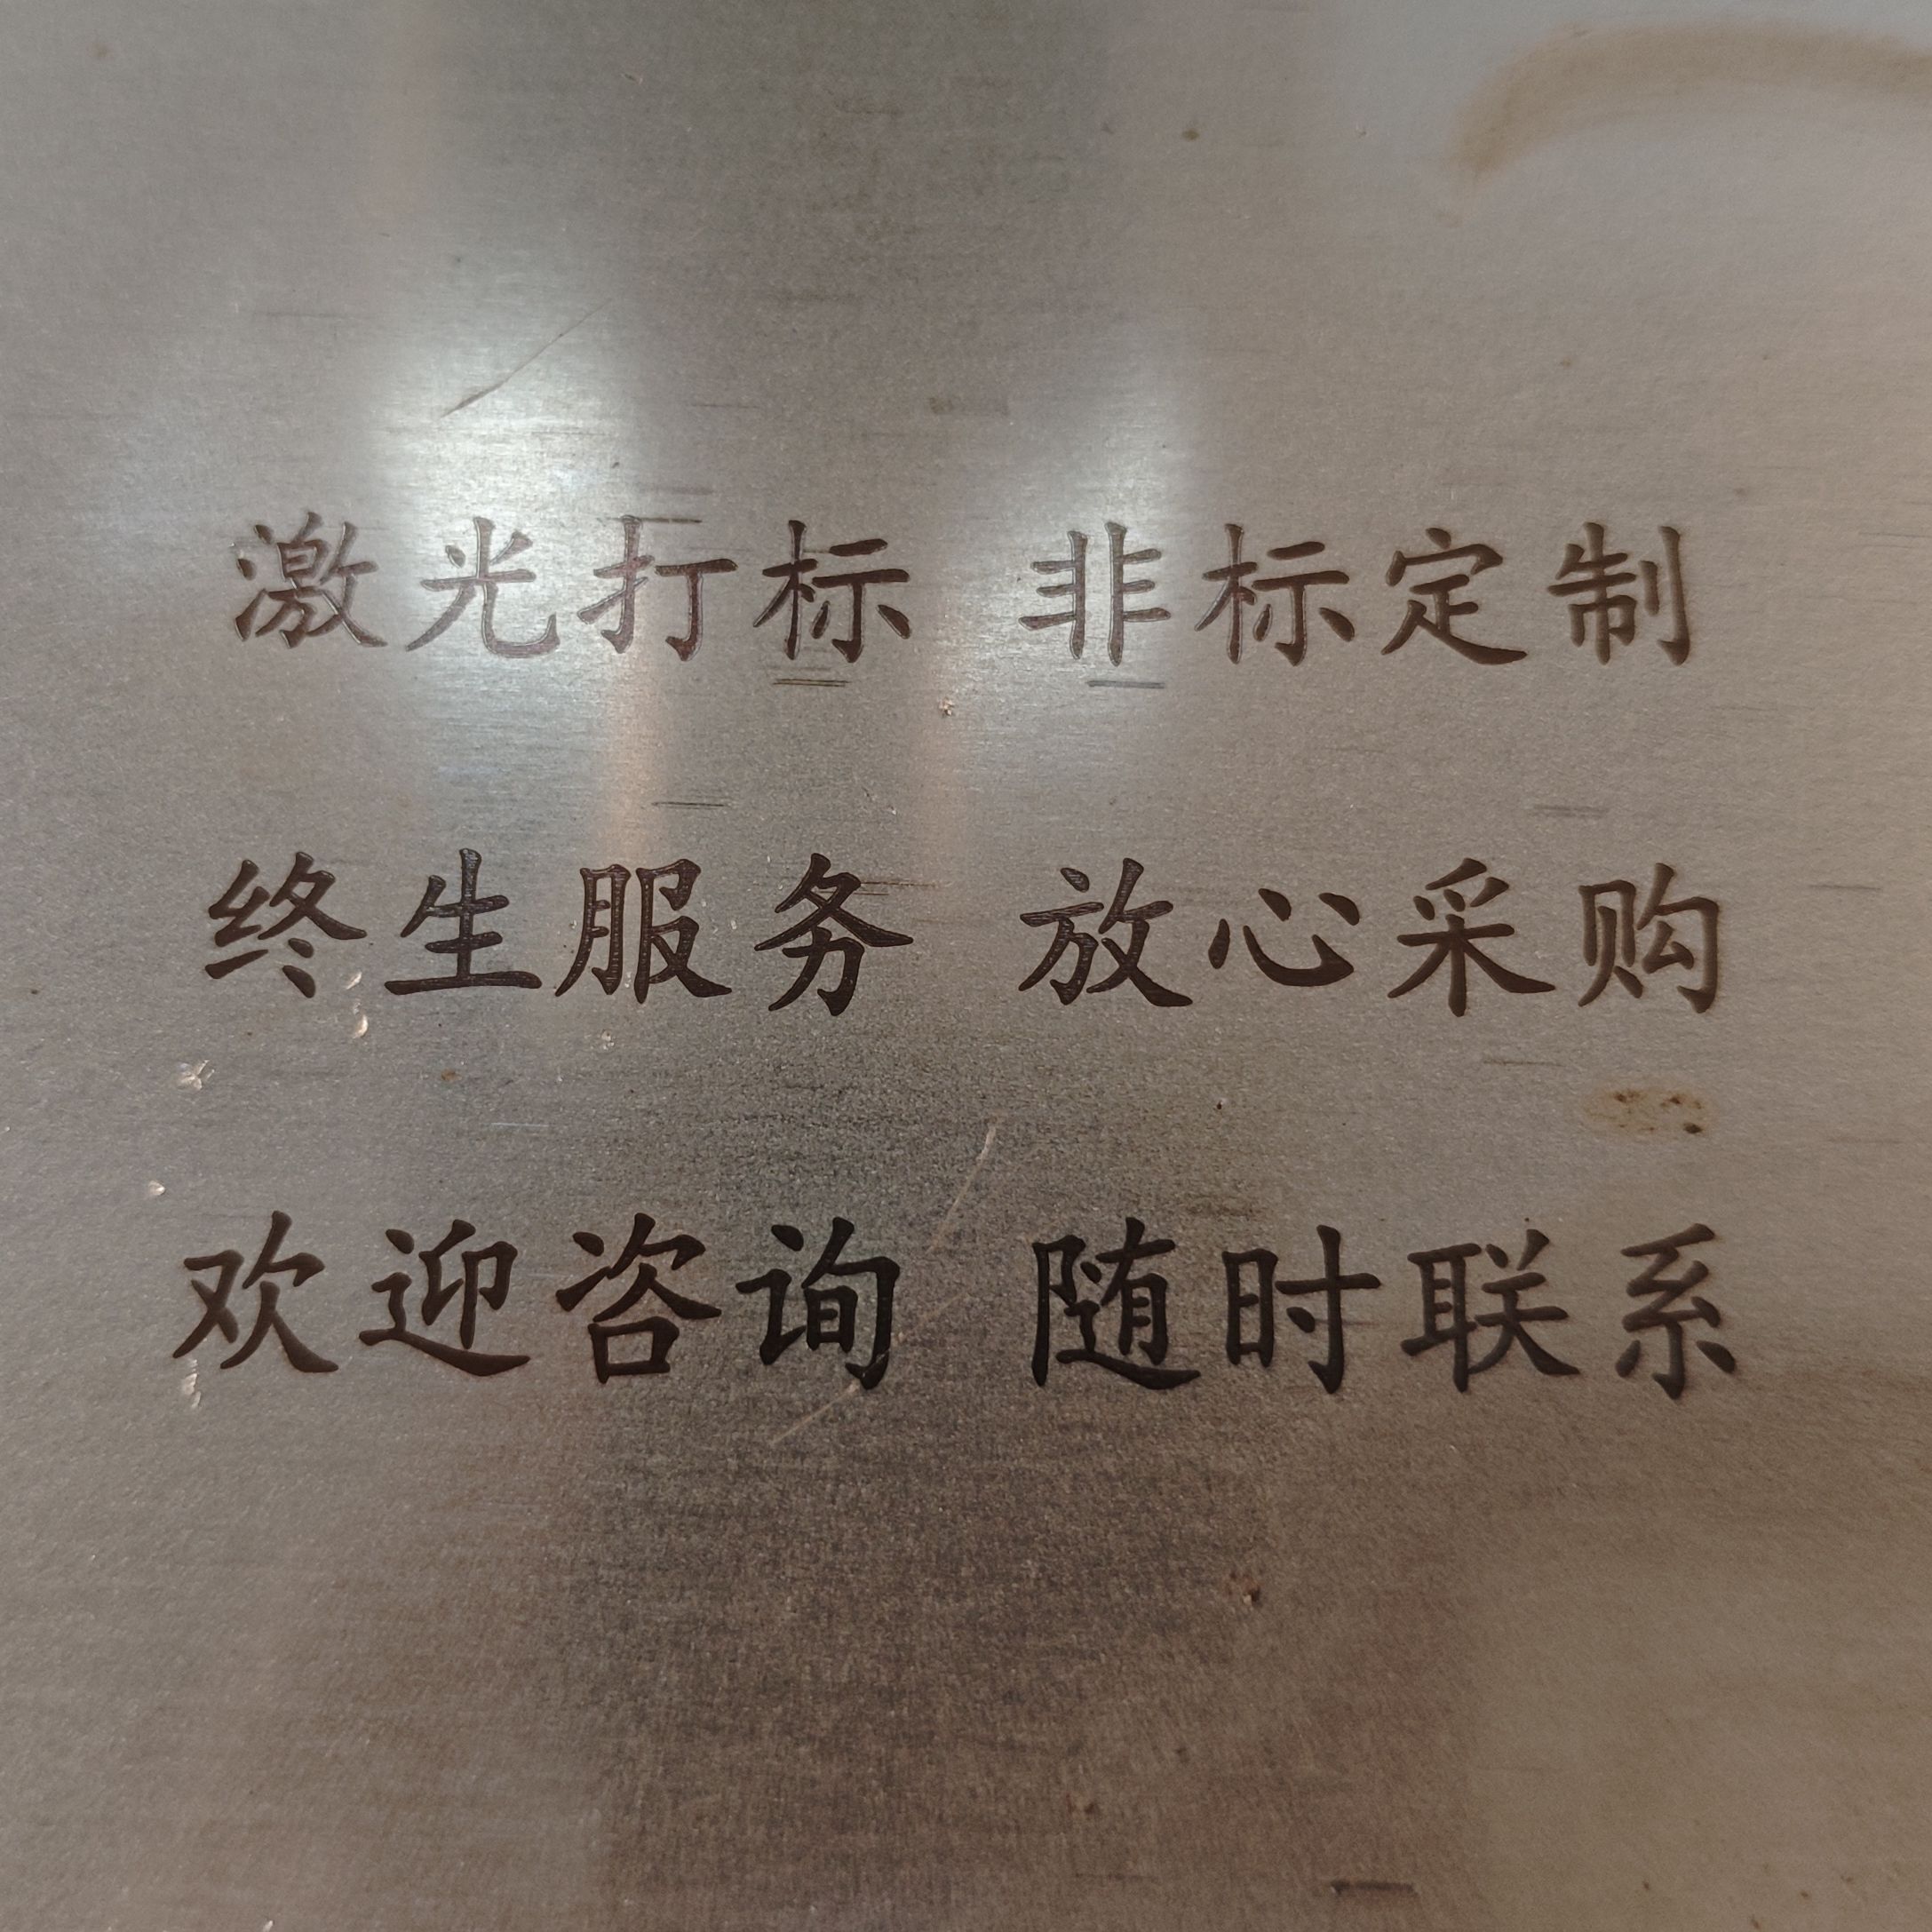 激光打标 非标定制
终生服务 放心采购
欢迎咨询 随时联系